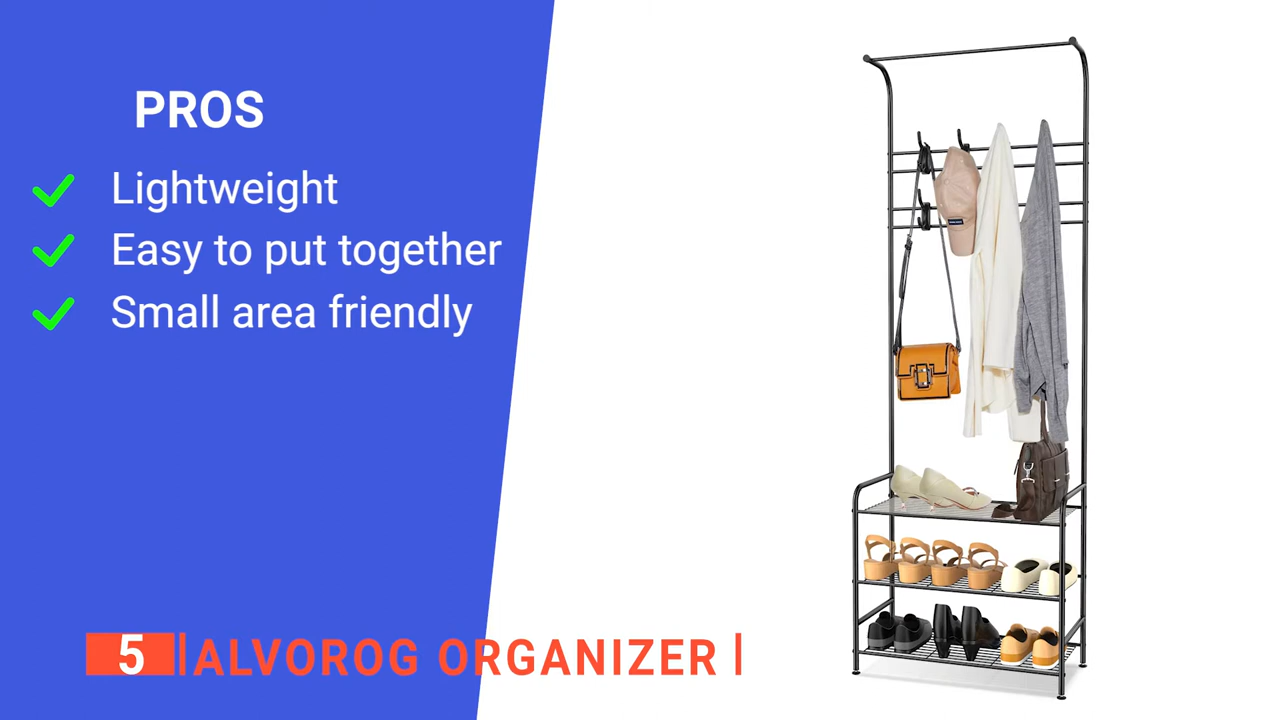 PROS
Lightweight
Easy to put together
Small area friendly
5 ALVOROG ORGANIZER